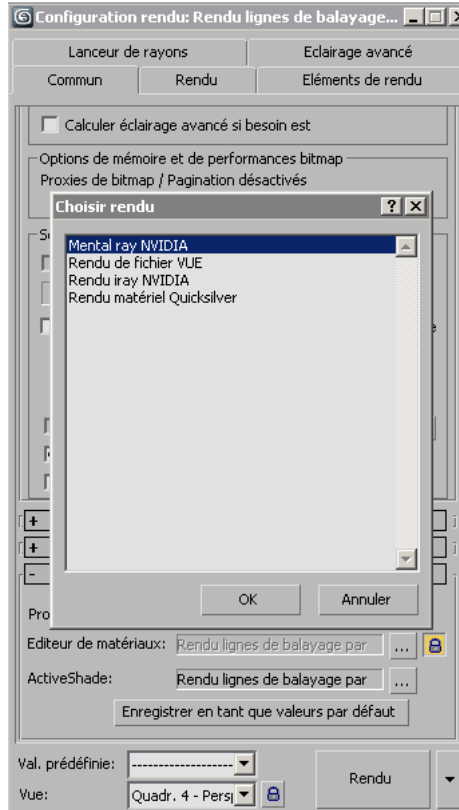 Configuration rendu: Rendu lignes de balayage...
Lanceur de rayons Eclairage avancé
Commun Rendu Eléments de rendu
Calculer éclairage avancé si besoin est
Options de mémoire et de performances bitmap
Proxies de bitmap / Pagination désactivés
Choisir rendu
Mental ray NVIDIA
Rendu de fichier VUE
Rendu iray NVIDIA
Rendu matériel Quicksilver
OK Annuler
Editeur de matériaux: Rendu lignes de balayage par ...
ActiveShade: Rendu lignes de balayage par ...
Enregistrer en tant que valeurs par défaut
Val. prédéfinie: -------------------
Rendu
Vue: Quadr. 4 - Persp